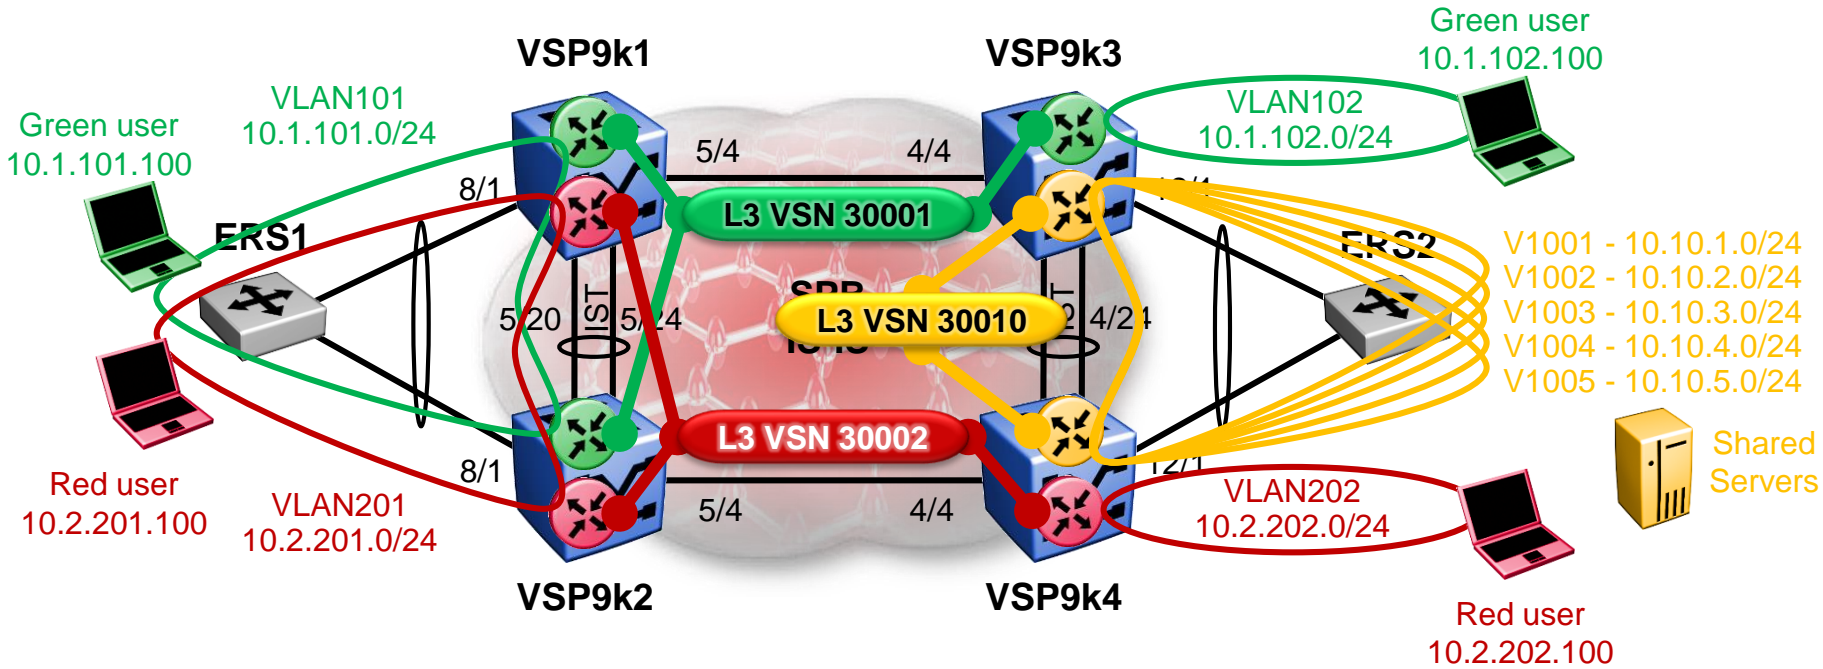 Green user
10.1.102.100
VSP9k1
VSP9k3
VLAN101
10.1.101.0/24
VLAN102
10.1.102.0/24
Green user
10.1.101.100
5/4
4/4
8/1
L3 VSN 30001
ERS1
ERS2
V1001 - 10.10.1.0/24
V1002 - 10.10.2.0/24
V1003 - 10.10.3.0/24
V1004 - 10.10.4.0/24
V1005 - 10.10.5.0/24
5/20
IST
5/24
L3 VSN 30010
4/24
L3 VSN 30002
Shared
Servers
8/1
12/1
Red user
10.2.201.100
VLAN201
10.2.201.0/24
5/4
4/4
VLAN202
10.2.202.0/24
VSP9k2
VSP9k4
Red user
10.2.202.100